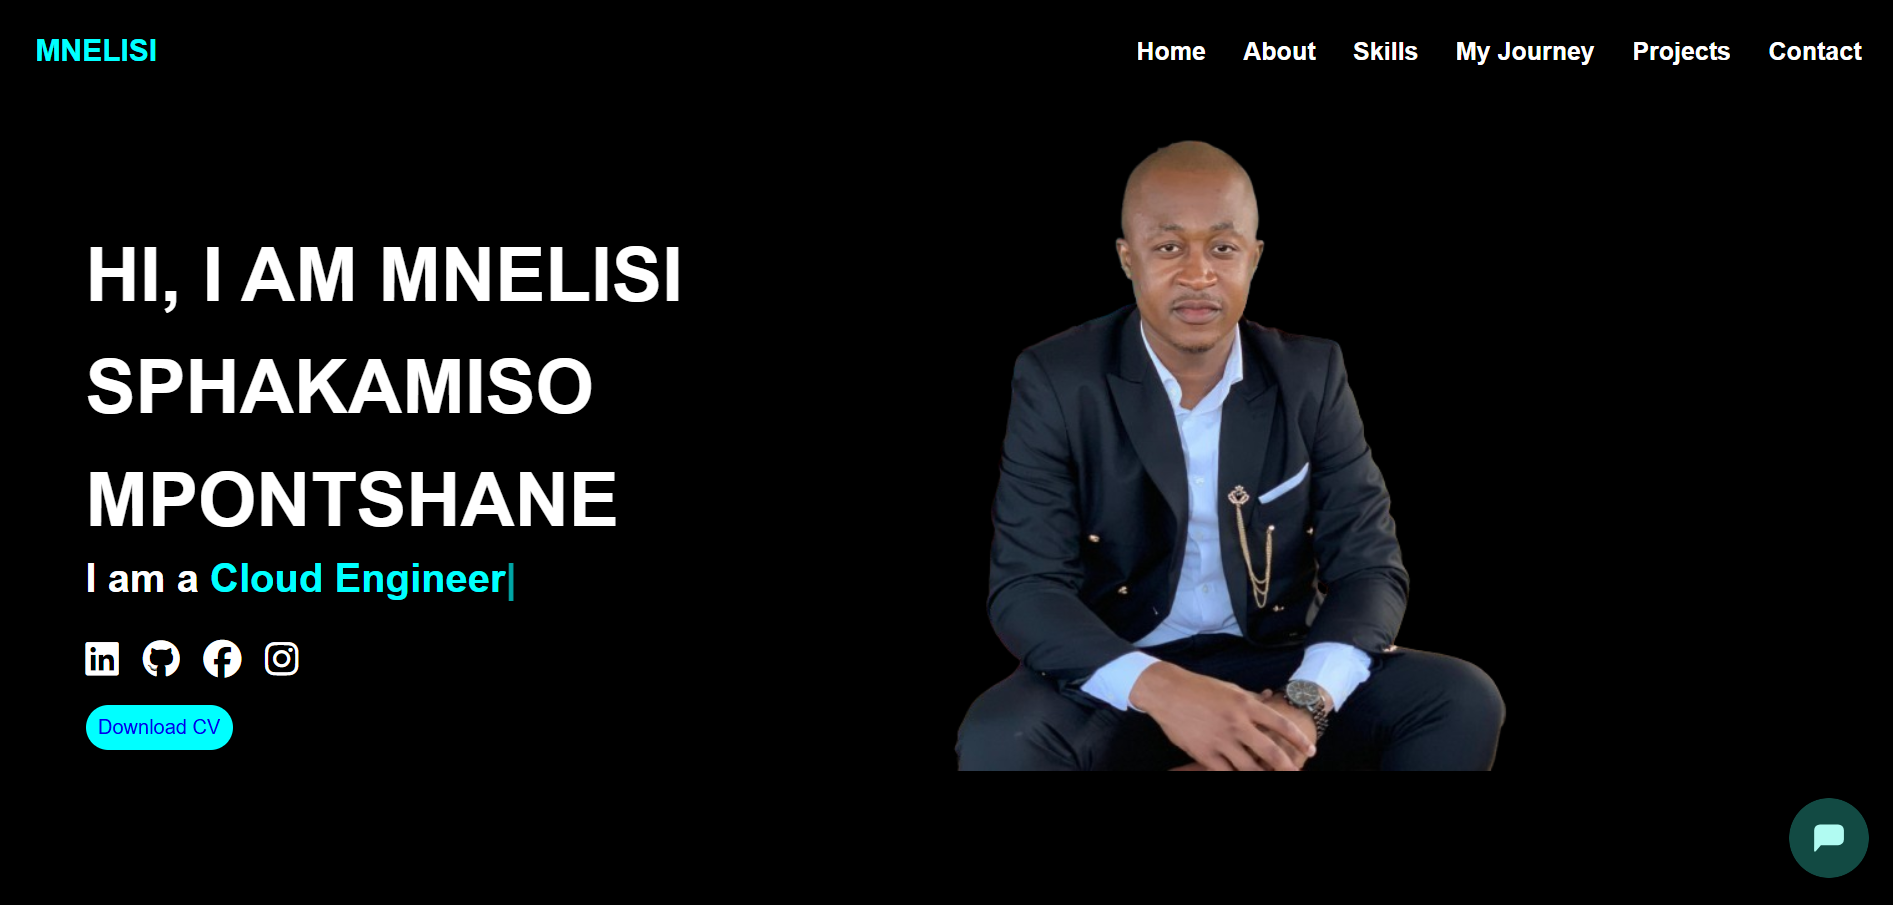 MNELISI
Home About Skills My Journey Projects Contact
HI, I AM MNELISI
SPHAKAMISO
MPONTSHANE
I am a Cloud Engineer|
Download CV